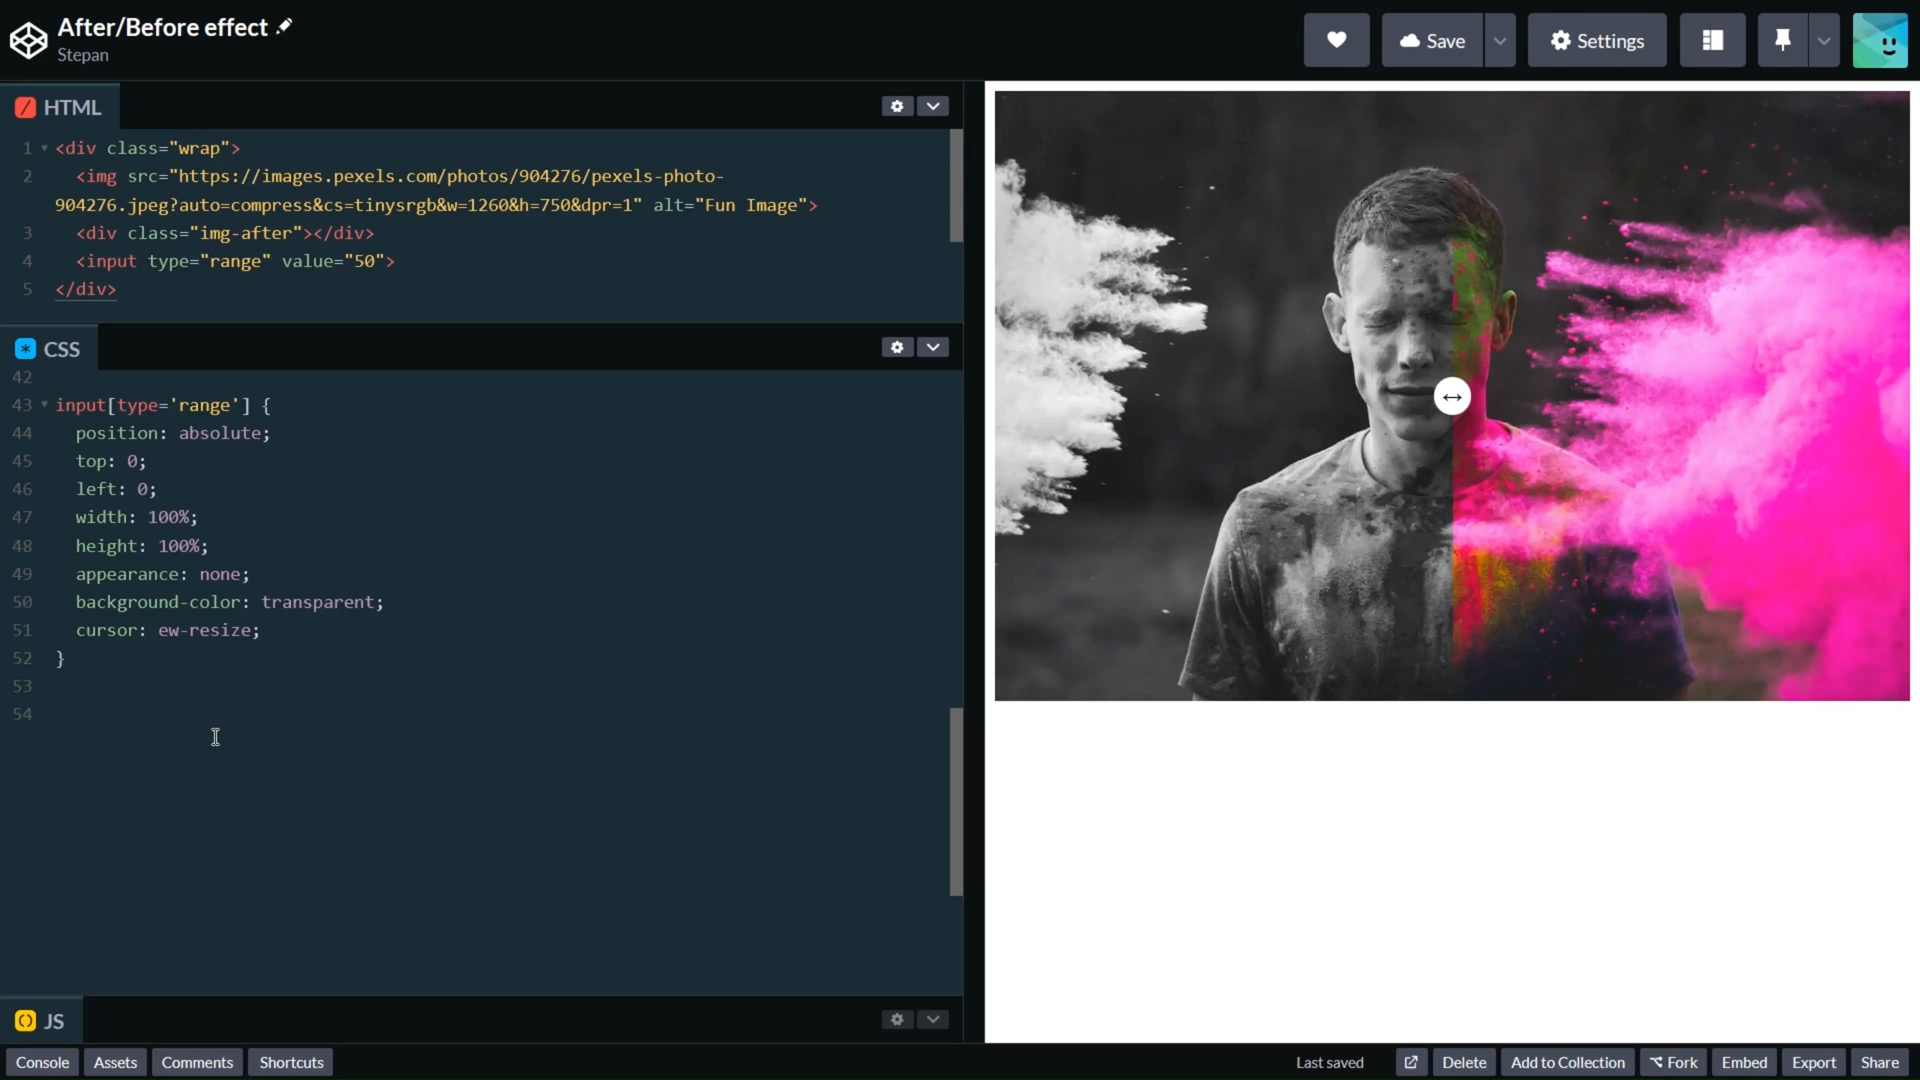 After/Before effect
Stepan
Save
Settings
HTML
1 <div class="wrap">
2 <img src="https://images.pexels.com/photos/904276/pexels-photo-
904276.jpeg?auto=compress&cs=tinysrgb&w=1260&h=750&dpr=1" alt="Fun Image">
3 <div class="img-after"></div>
4 <input type="range" value="50">
5 </div>
CSS
42
43 input[type='range'] {
44 position: absolute;
45 top: 0;
46 left: 0;
47 width: 100%;
48 height: 100%;
49 appearance: none;
50 background-color: transparent;
51 cursor: ew-resize;
52 }
53
54
JS
Console Assets Comments Shortcuts Last saved Delete Add to Collection Fork Embed Export Share